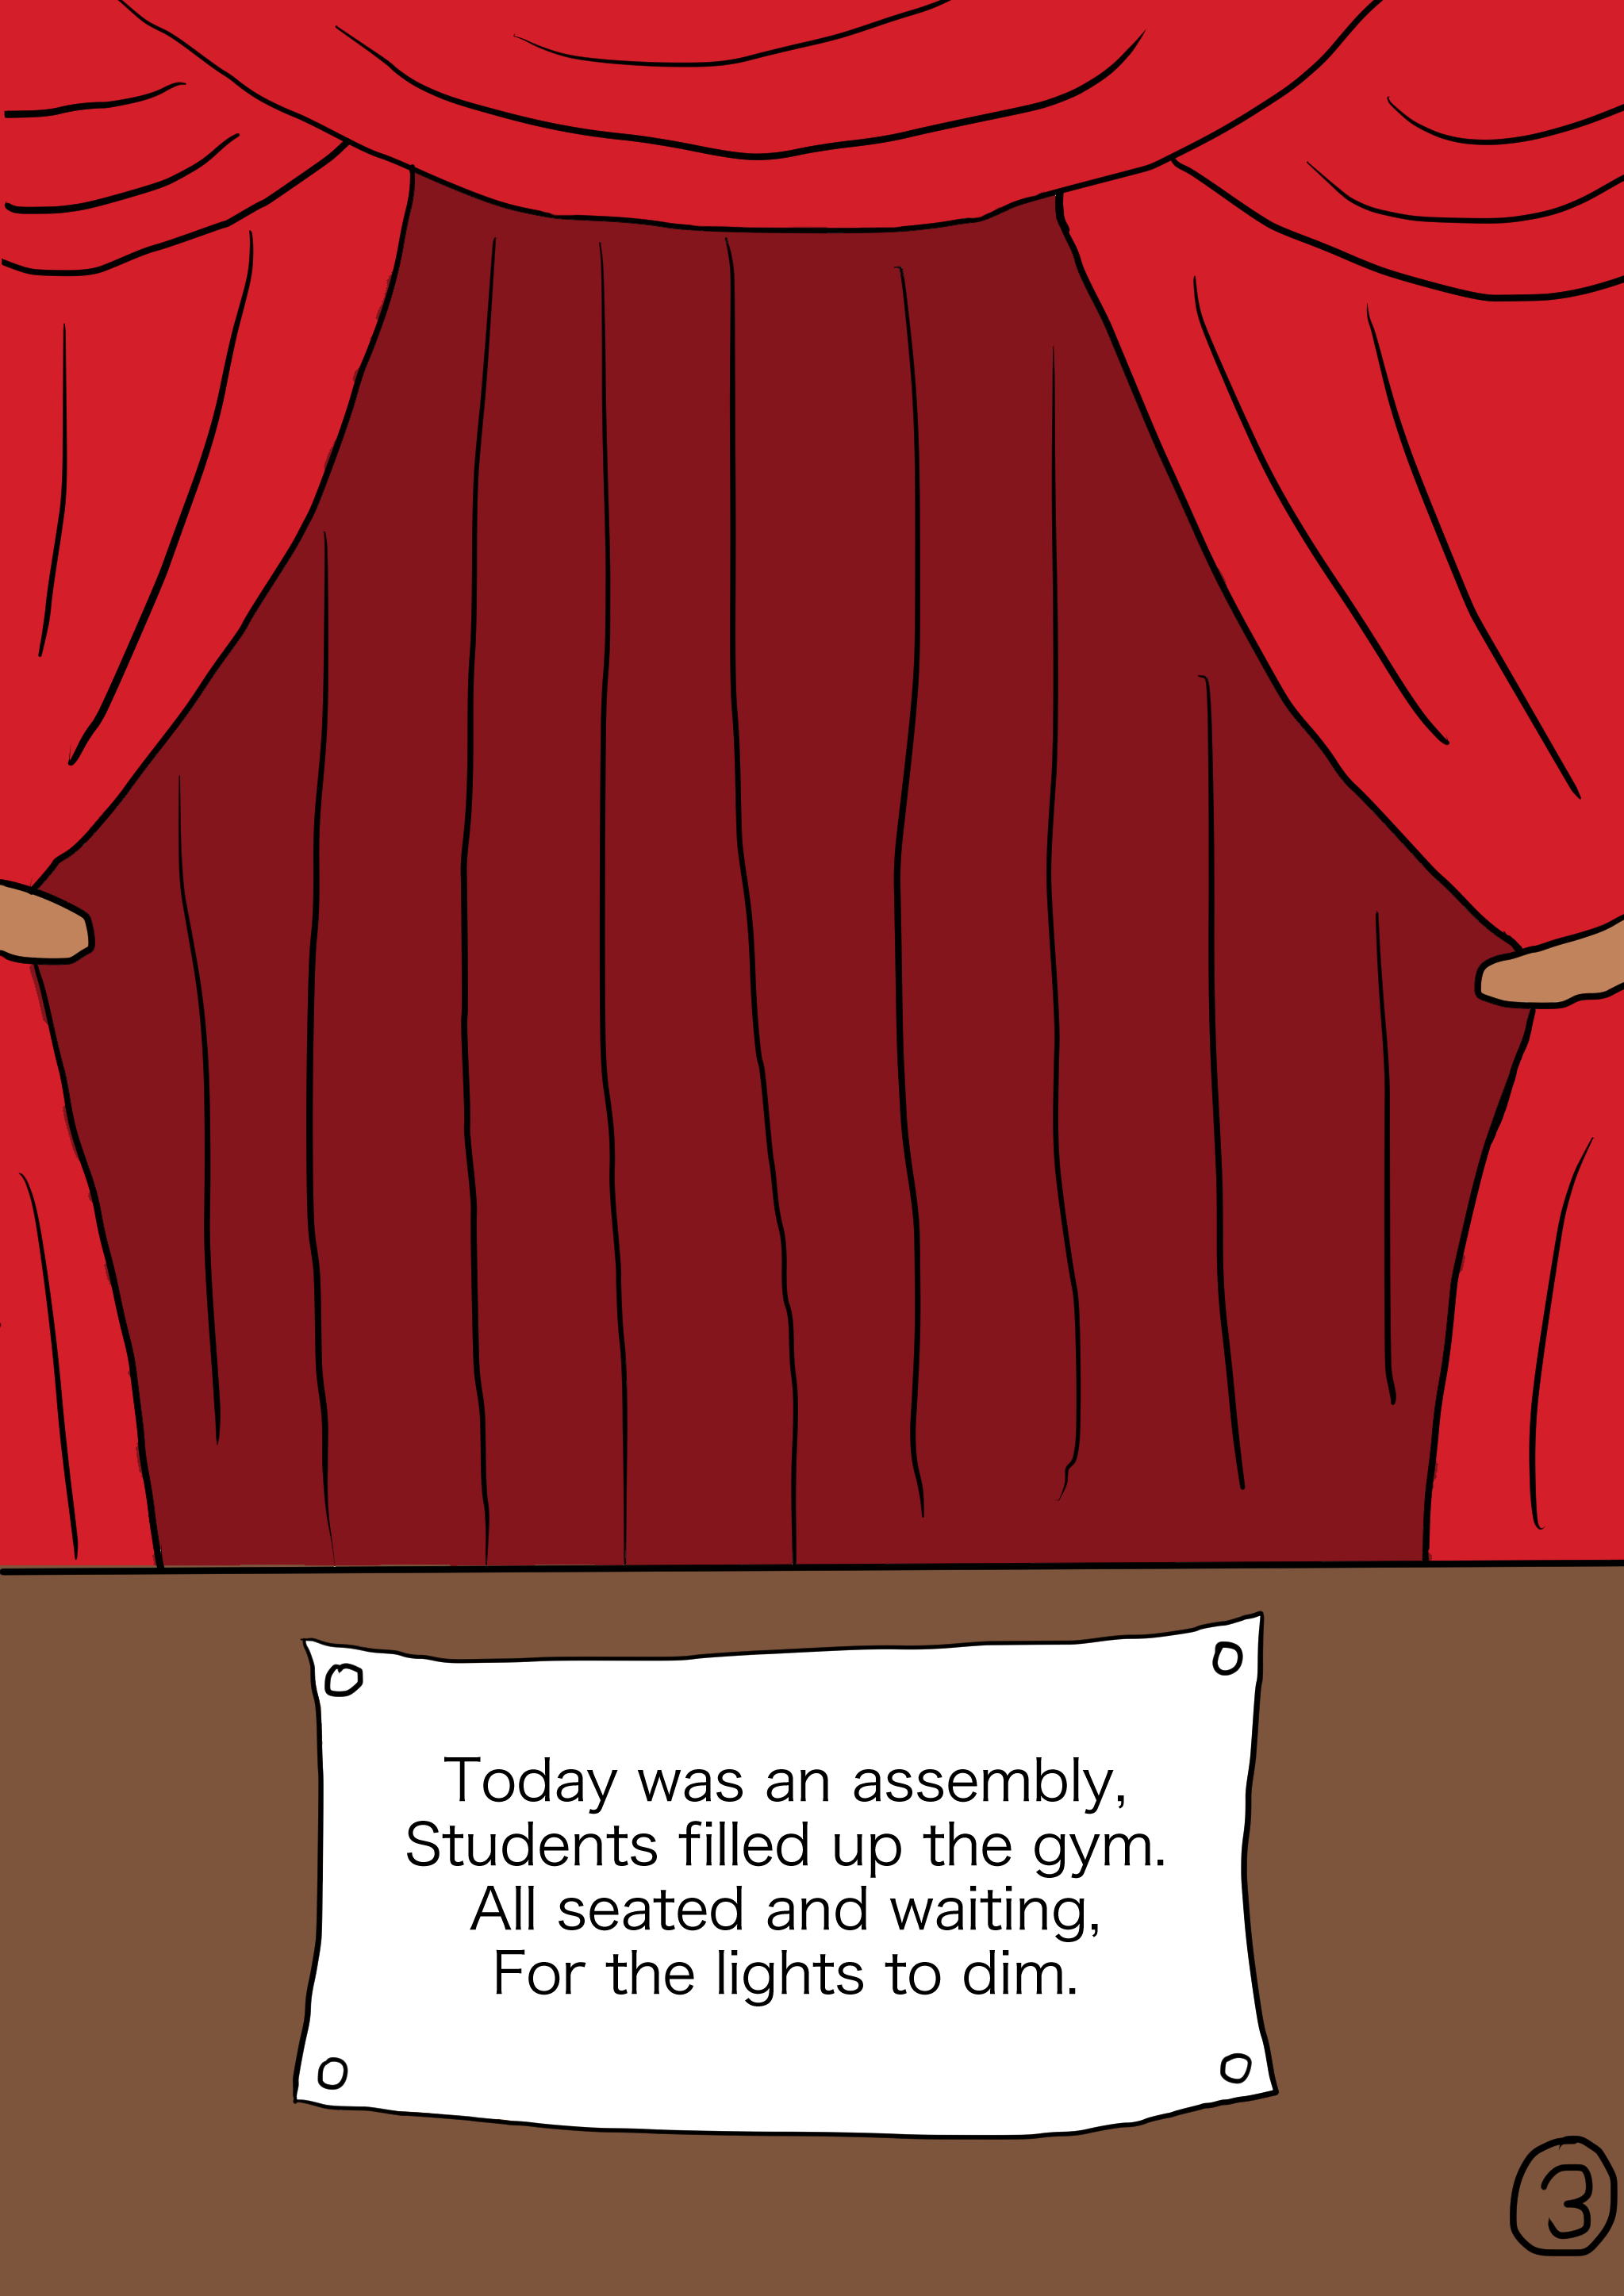 Today was an assembly,
Students filled up the gym.
All seated and waiting,
For the lights to dim.
3